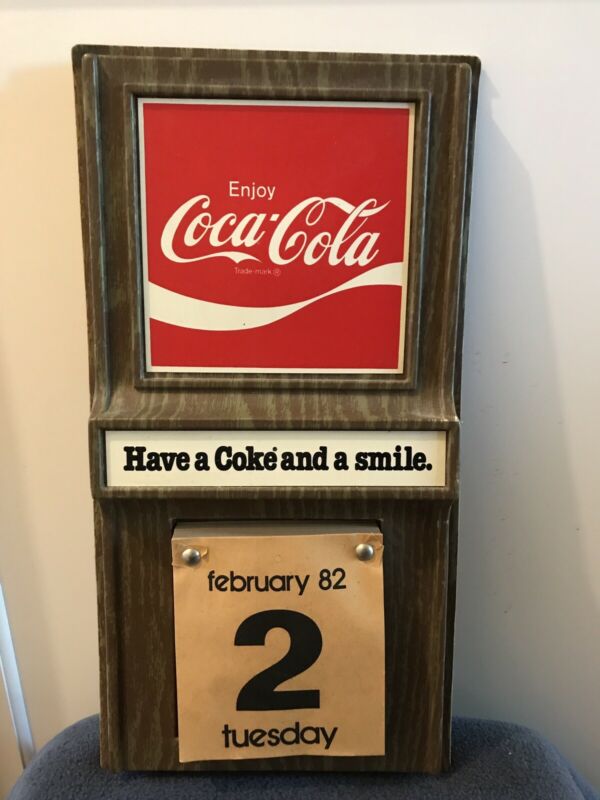 Enjoy
Coca-Cola
Trade-mark ®
Have a Coke and a smile.
february 82
2
tuesday